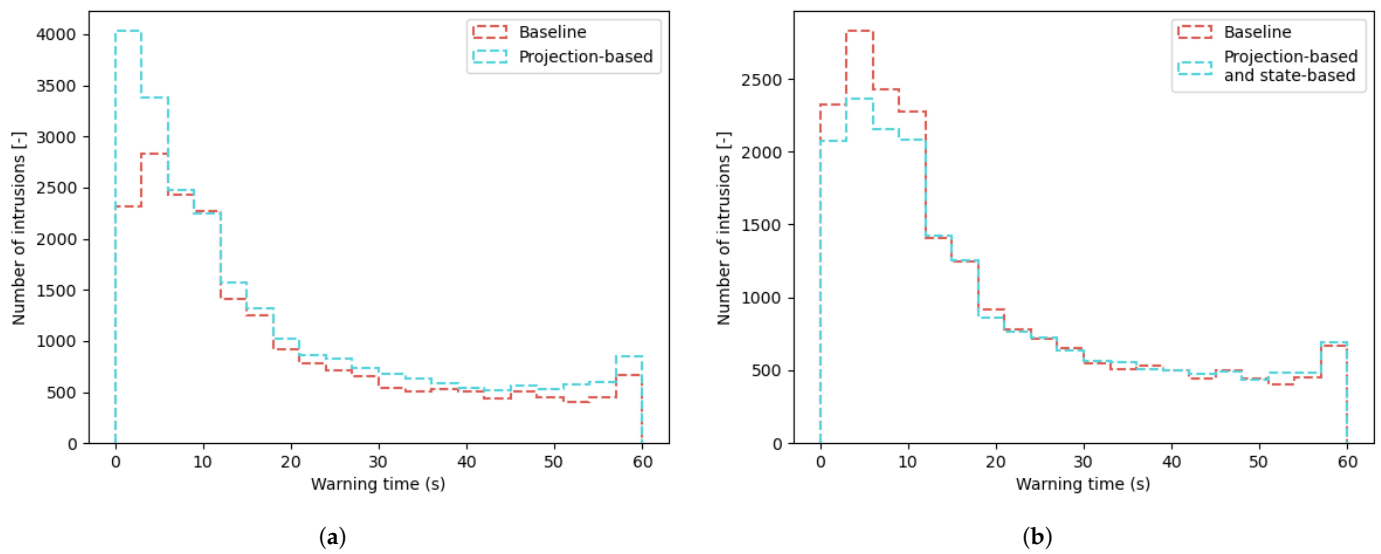 Baseline
Projection-based
4000
3500
3000
2500
2000
1500
1000
500
0
Number of intrusions [-]
0 10 20 30 40 50 60
Warning time (s)
(a)
Baseline
Projection-based
and state-based
2500
2000
1500
1000
500
0
Number of intrusions [-]
0 10 20 30 40 50 60
Warning time (s)
(b)